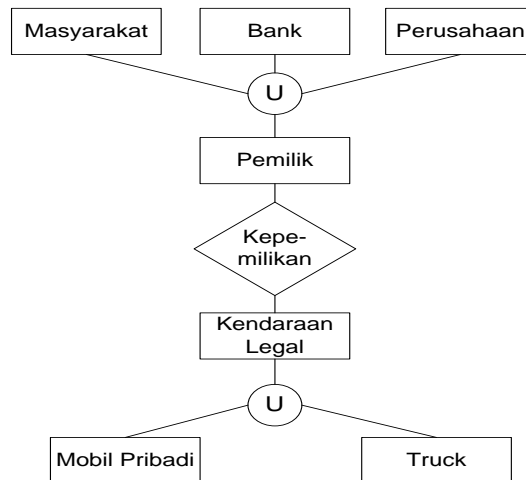 Masyarakat
Bank
Perusahaan
U
Pemilik
Kepe-
milikan
Kendaraan
Legal
U
Mobil Pribadi
Truck